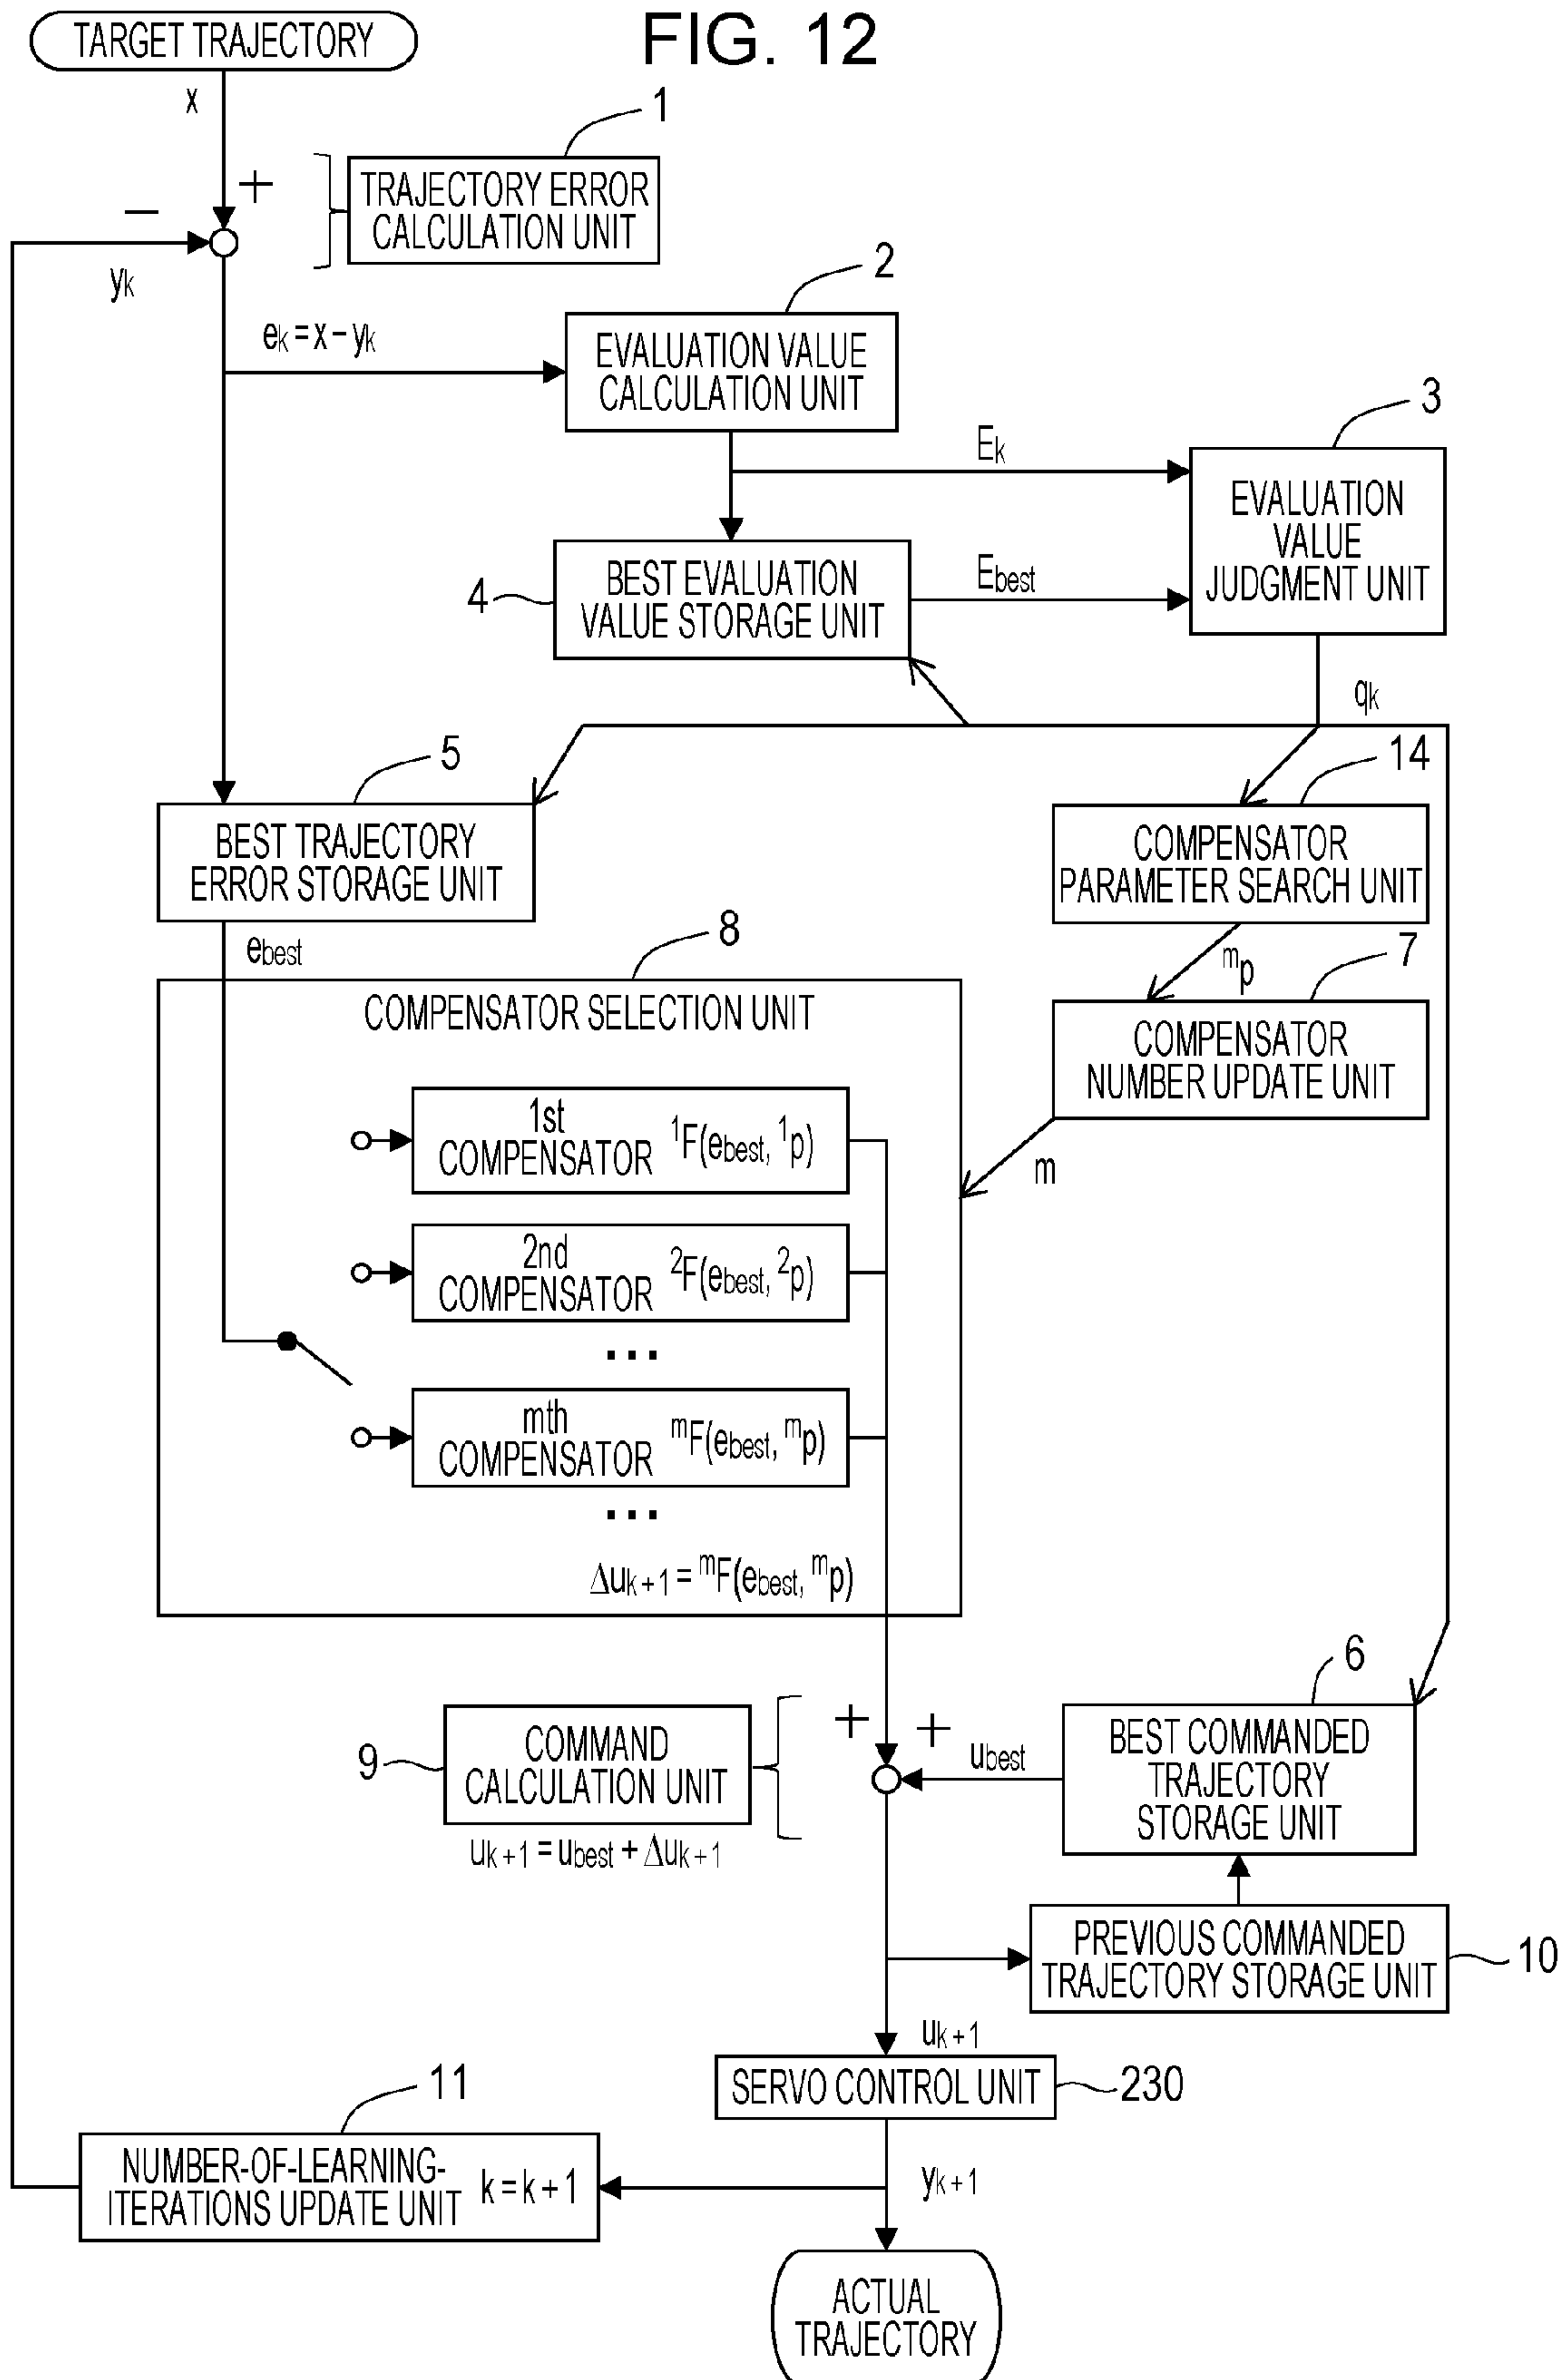 FIG. 12
TARGET TRAJECTORY
x
1
+
−
TRAJECTORY ERROR
CALCULATION UNIT
yk
2
ek = x − yk
EVALUATION VALUE
CALCULATION UNIT
3
Ek
EVALUATION
VALUE
JUDGMENT UNIT
4
BEST EVALUATION
VALUE STORAGE UNIT
Ebest
qk
5
14
BEST TRAJECTORY
ERROR STORAGE UNIT
COMPENSATOR
PARAMETER SEARCH UNIT
ebest
8
mp
7
COMPENSATOR SELECTION UNIT
COMPENSATOR
NUMBER UPDATE UNIT
1st
COMPENSATOR 1F(ebest, 1p)
m
2nd
COMPENSATOR 2F(ebest, 2p)
...
mth
COMPENSATOR mF(ebest, mp)
...
Δuk+1 = mF(ebest, mp)
6
9
COMMAND
CALCULATION UNIT
+
+
ubest
BEST COMMANDED
TRAJECTORY
STORAGE UNIT
uk+1 = ubest + Δuk+1
PREVIOUS COMMANDED
TRAJECTORY STORAGE UNIT
10
uk+1
SERVO CONTROL UNIT
230
11
NUMBER-OF-LEARNING-
ITERATIONS UPDATE UNIT k = k + 1
yk+1
ACTUAL
TRAJECTORY